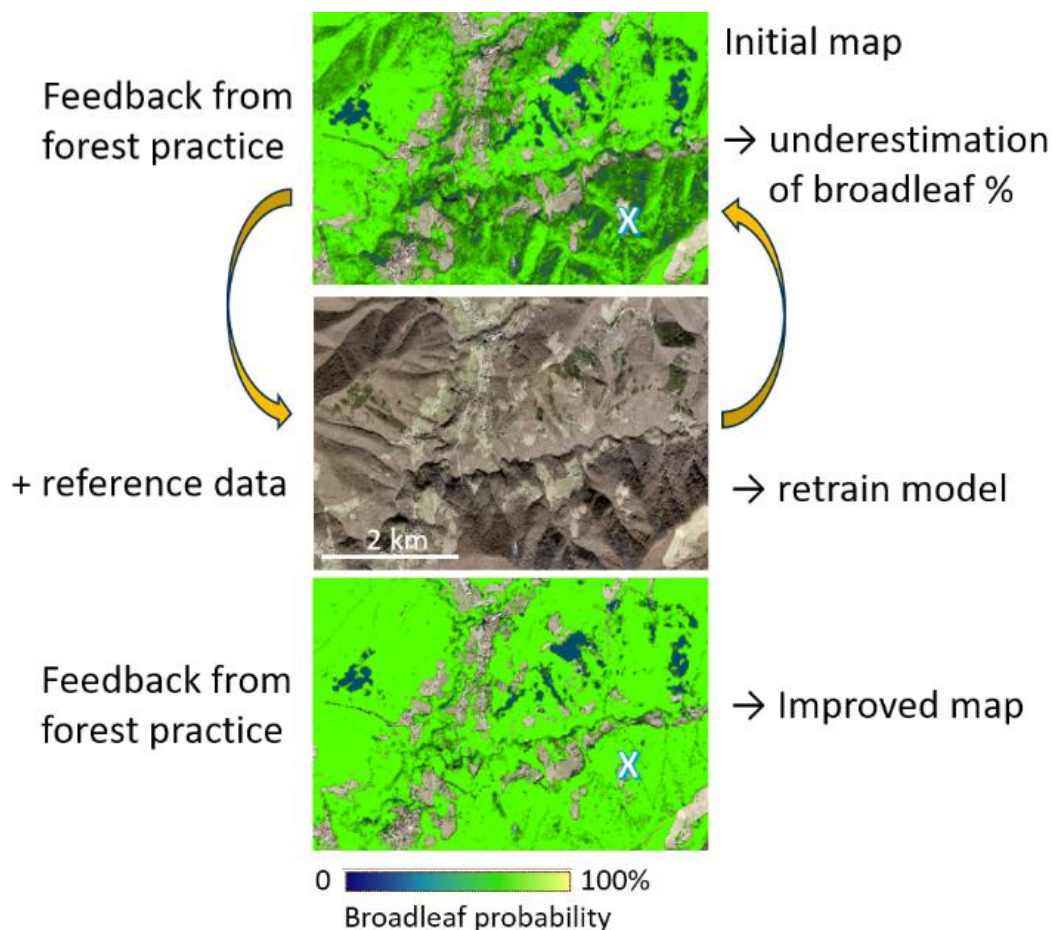 Initial map
Feedback from
forest practice
→ underestimation
of broadleaf %
X
2 km
+ reference data
→ retrain model
Feedback from
forest practice
→ Improved map
X
0 100%
Broadleaf probability